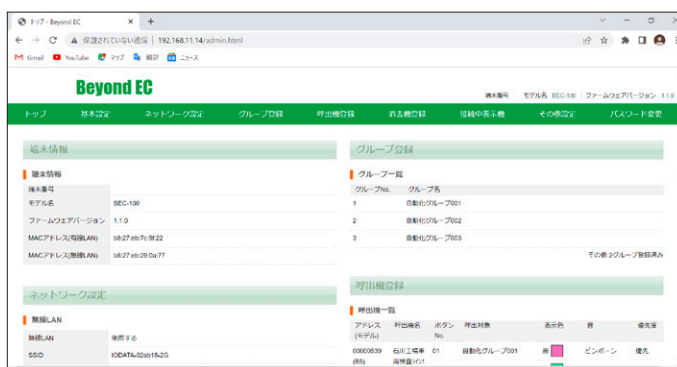 トップ - Beyond EC
保護されていない通信 | 192.168.11.14/admin.html
Gmail YouTube マップ 翻訳 ニュース
Beyond EC
端末番号 モデル名 BEC-100 ファームウェアバージョン 1.1.0
トップ 基本設定 ネットワーク設定 グループ登録 呼出機登録 消去機登録 接続中表示機 その他設定 パスワード変更
端末情報
端末情報
端末番号
モデル名 BEC-100
ファームウェアバージョン 1.1.0
MACアドレス(有線LAN) b8:27:eb:7c:5f:22
MACアドレス(無線LAN) b8:27:eb:29:0a:77
ネットワーク設定
無線LAN
無線LAN 使用する
SSID IODATA-02ab18-2G
グループ登録
グループ一覧
グループNo. グループ名
1 自動化グループ001
2 自動化グループ002
3 自動化グループ003
その他 2グループ登録済み
呼出機登録
呼出機一覧
アドレス 呼出機名 ボタン 呼出対象 表示色 音 優先度
(モデル) No.
00000539 石川工場車 01 自動化グループ001 赤 ピンポーン 優先